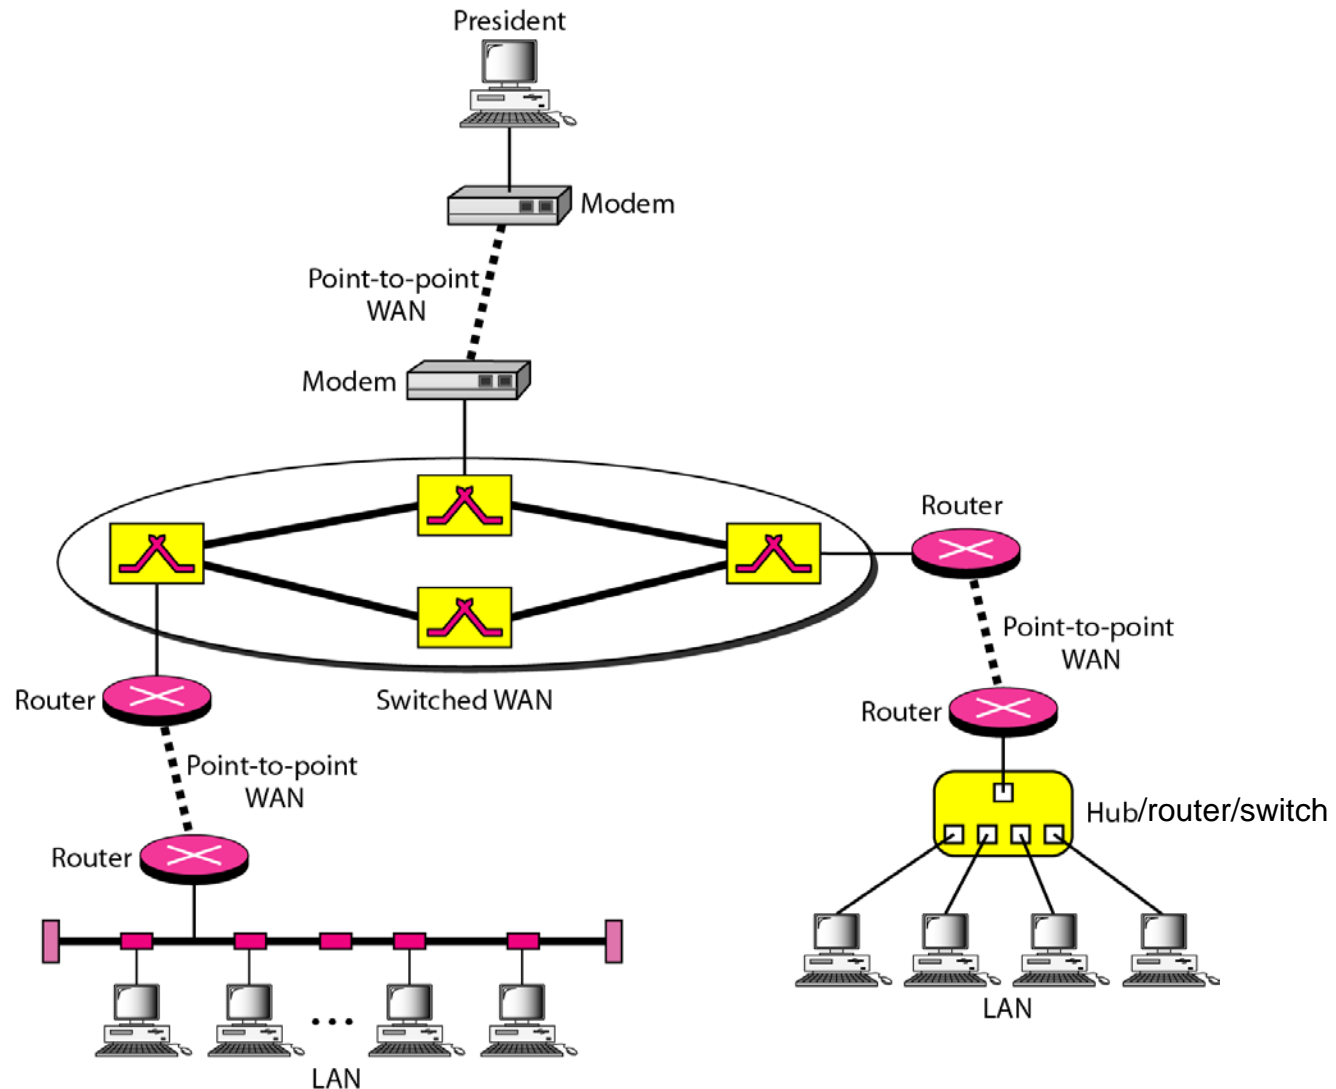 President
Modem
Point-to-point
WAN
Modem
Router
Point-to-point
WAN
Router
Switched WAN
Router
Point-to-point
WAN
Hub/router/switch
Router
LAN
LAN